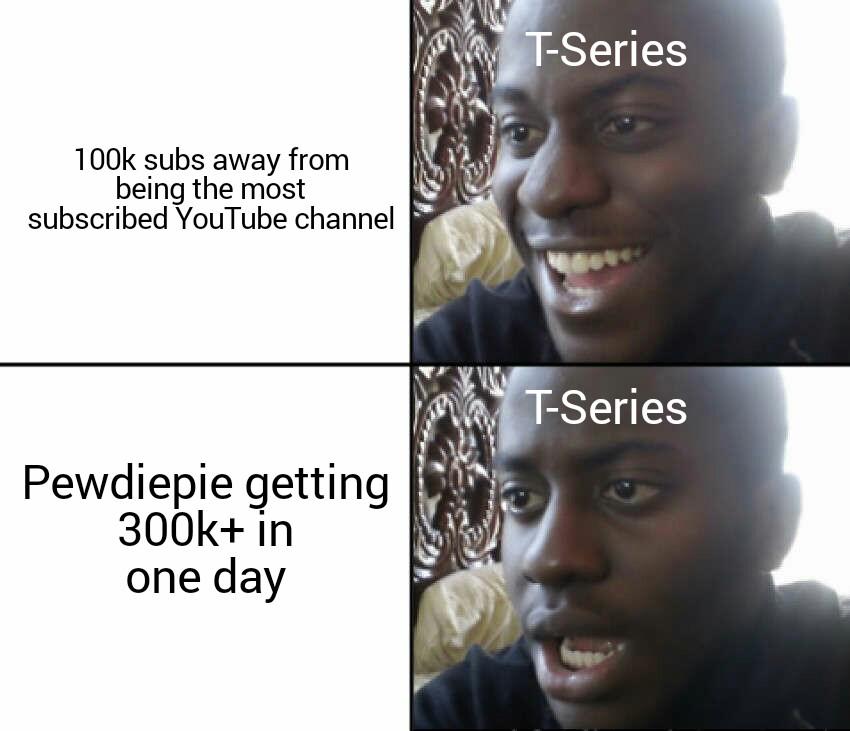 T-Series
100k subs away from
being the most
subscribed YouTube channel
T-Series
Pewdiepie getting
300k+ in
one day